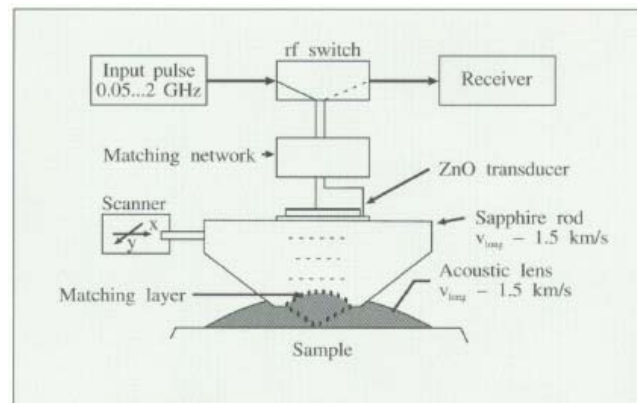 rf switch
Input pulse
0.05...2 GHz
Receiver
Matching network
ZnO transducer
Scanner
x
y
Sapphire rod
v_long – 1.5 km/s
Acoustic lens
v_long – 1.5 km/s
Matching layer
Sample